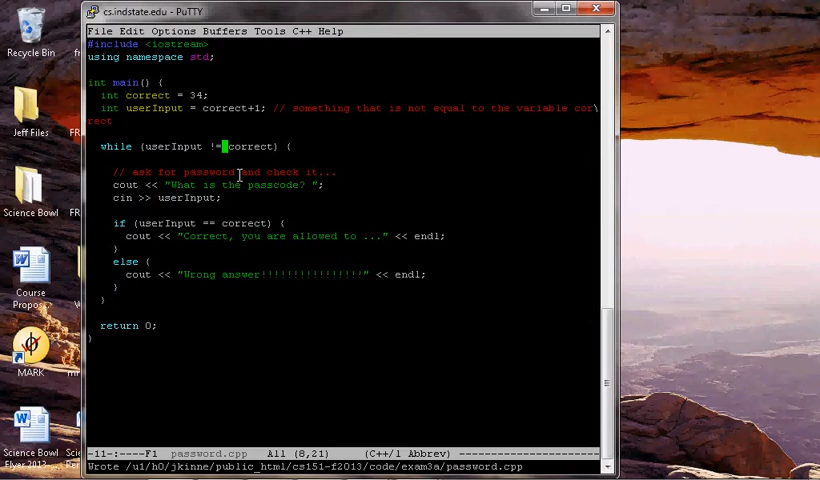 cs.indstate.edu - PuTTY
File Edit Options Buffers Tools C++ Help
#include <iostream>
using namespace std;
int main() {
int correct = 34;
int userInput = correct+1; // something that is not equal to the variable cor\
rect
while (userInput != correct) {
// ask for password and check it...
cout << "What is the passcode? ";
cin >> userInput;
if (userInput == correct) {
cout << "Correct, you are allowed to ..." << endl;
}
else {
cout << "Wrong answer!!!!!!!!!!!!!!!!" << endl;
}
}
return 0;
}
-11-:----F1 password.cpp All (8,21) (C++/l Abbrev)
Wrote /u1/h0/jkinne/public_html/cs151-f2013/code/exam3a/password.cpp
Recycle Bin
Jeff Files
Science Bowl
Course
Propos...
MARK
Science Bowl
Flyer 2013-...